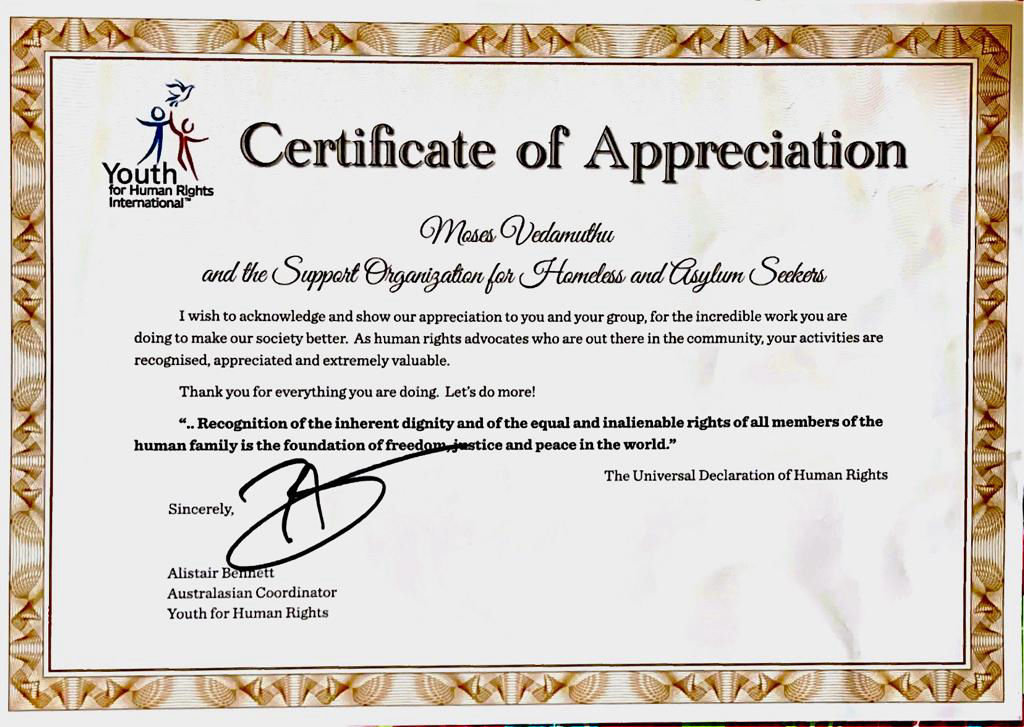 Youth
for Human Rights
International™
Certificate of Appreciation
Moses Vedamuthu
and the Support Organization for Homeless and Asylum Seekers
I wish to acknowledge and show our appreciation to you and your group, for the incredible work you are
doing to make our society better. As human rights advocates who are out there in the community, your activities are
recognised, appreciated and extremely valuable.
Thank you for everything you are doing. Let's do more!
“.. Recognition of the inherent dignity and of the equal and inalienable rights of all members of the
human family is the foundation of freedom, justice and peace in the world.”
The Universal Declaration of Human Rights
Sincerely,
Alistair Bennett
Australasian Coordinator
Youth for Human Rights